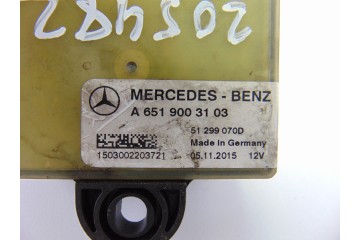 205482
MERCEDES - BENZ
A 651 900 31 03
51 299 070D
Made in Germany
1503002203721
05.11.2015 12V